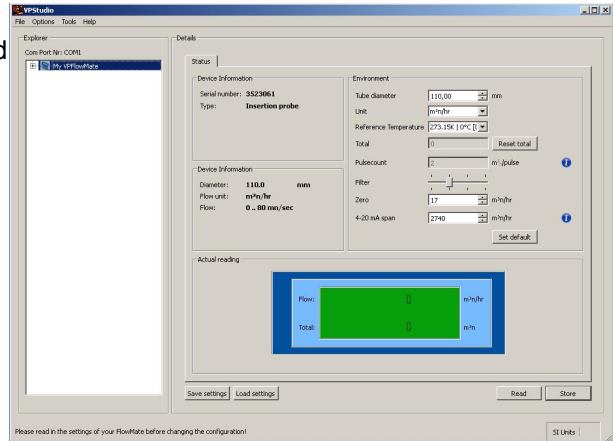 d
VPStudio
File Options Tools Help
Explorer
Com Port Nr: COM1
My VPFlowMate
Details
Status
Device Information
Serial number: 3523061
Type: Insertion probe
Device Information
Diameter: 110.0 mm
Flow unit: m³n/hr
Flow: 0 .. 80 mn/sec
Environment
Tube diameter 110,00 mm
Unit m³n/hr
Reference Temperature 273.15K | 0°C [
Total 0 Reset total
Pulsecount 2 m³/pulse
Filter
Zero 17 m³n/hr
4-20 mA span 2740 m³n/hr
Set default
Actual reading
Flow: 0 m³n/hr
Total: 0 m³n
Save settings Load settings Read Store
Please read in the settings of your FlowMate before changing the configuration!
SI Units